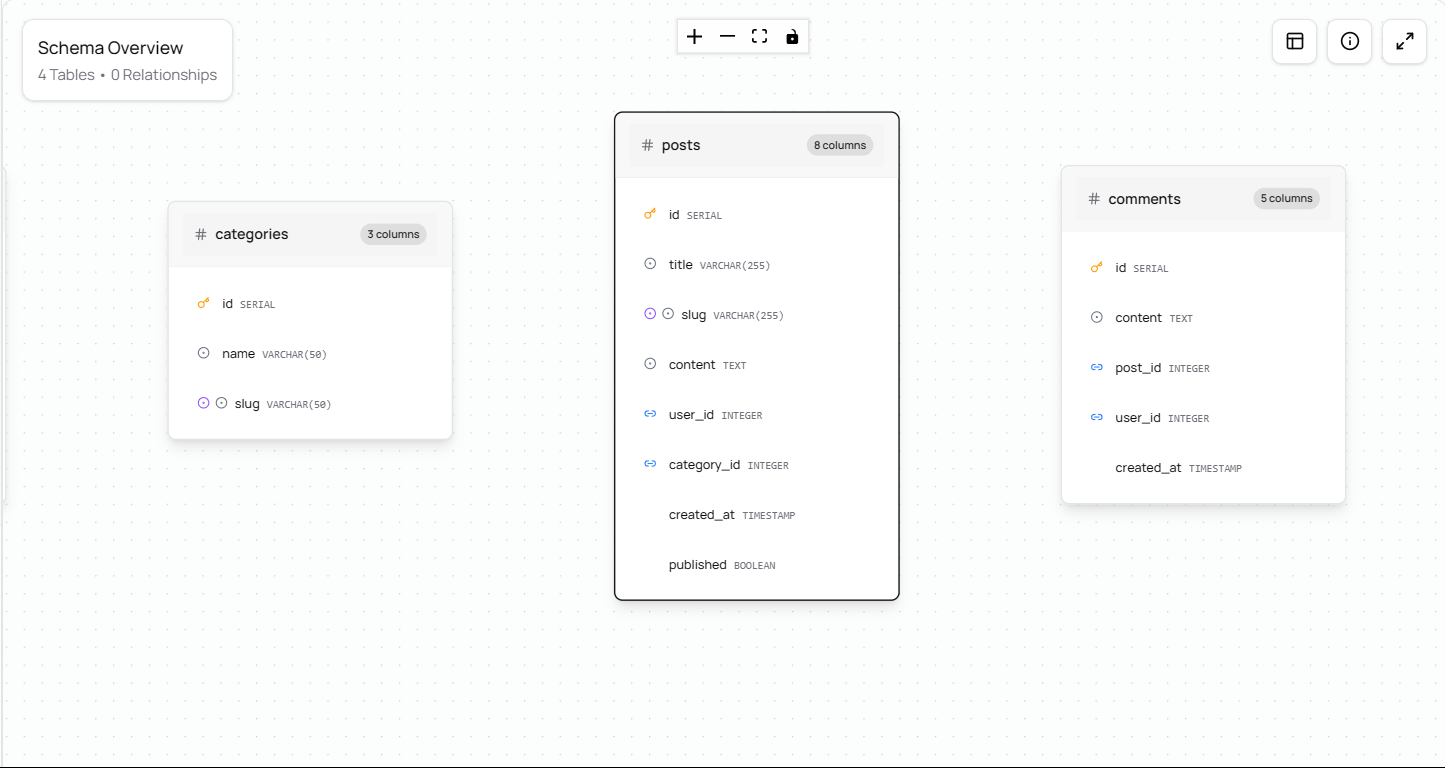 Schema Overview
4 Tables • 0 Relationships
categories
3 columns
id SERIAL
name VARCHAR(50)
slug VARCHAR(50)
posts
8 columns
id SERIAL
title VARCHAR(255)
slug VARCHAR(255)
content TEXT
user_id INTEGER
category_id INTEGER
created_at TIMESTAMP
published BOOLEAN
comments
5 columns
id SERIAL
content TEXT
post_id INTEGER
user_id INTEGER
created_at TIMESTAMP